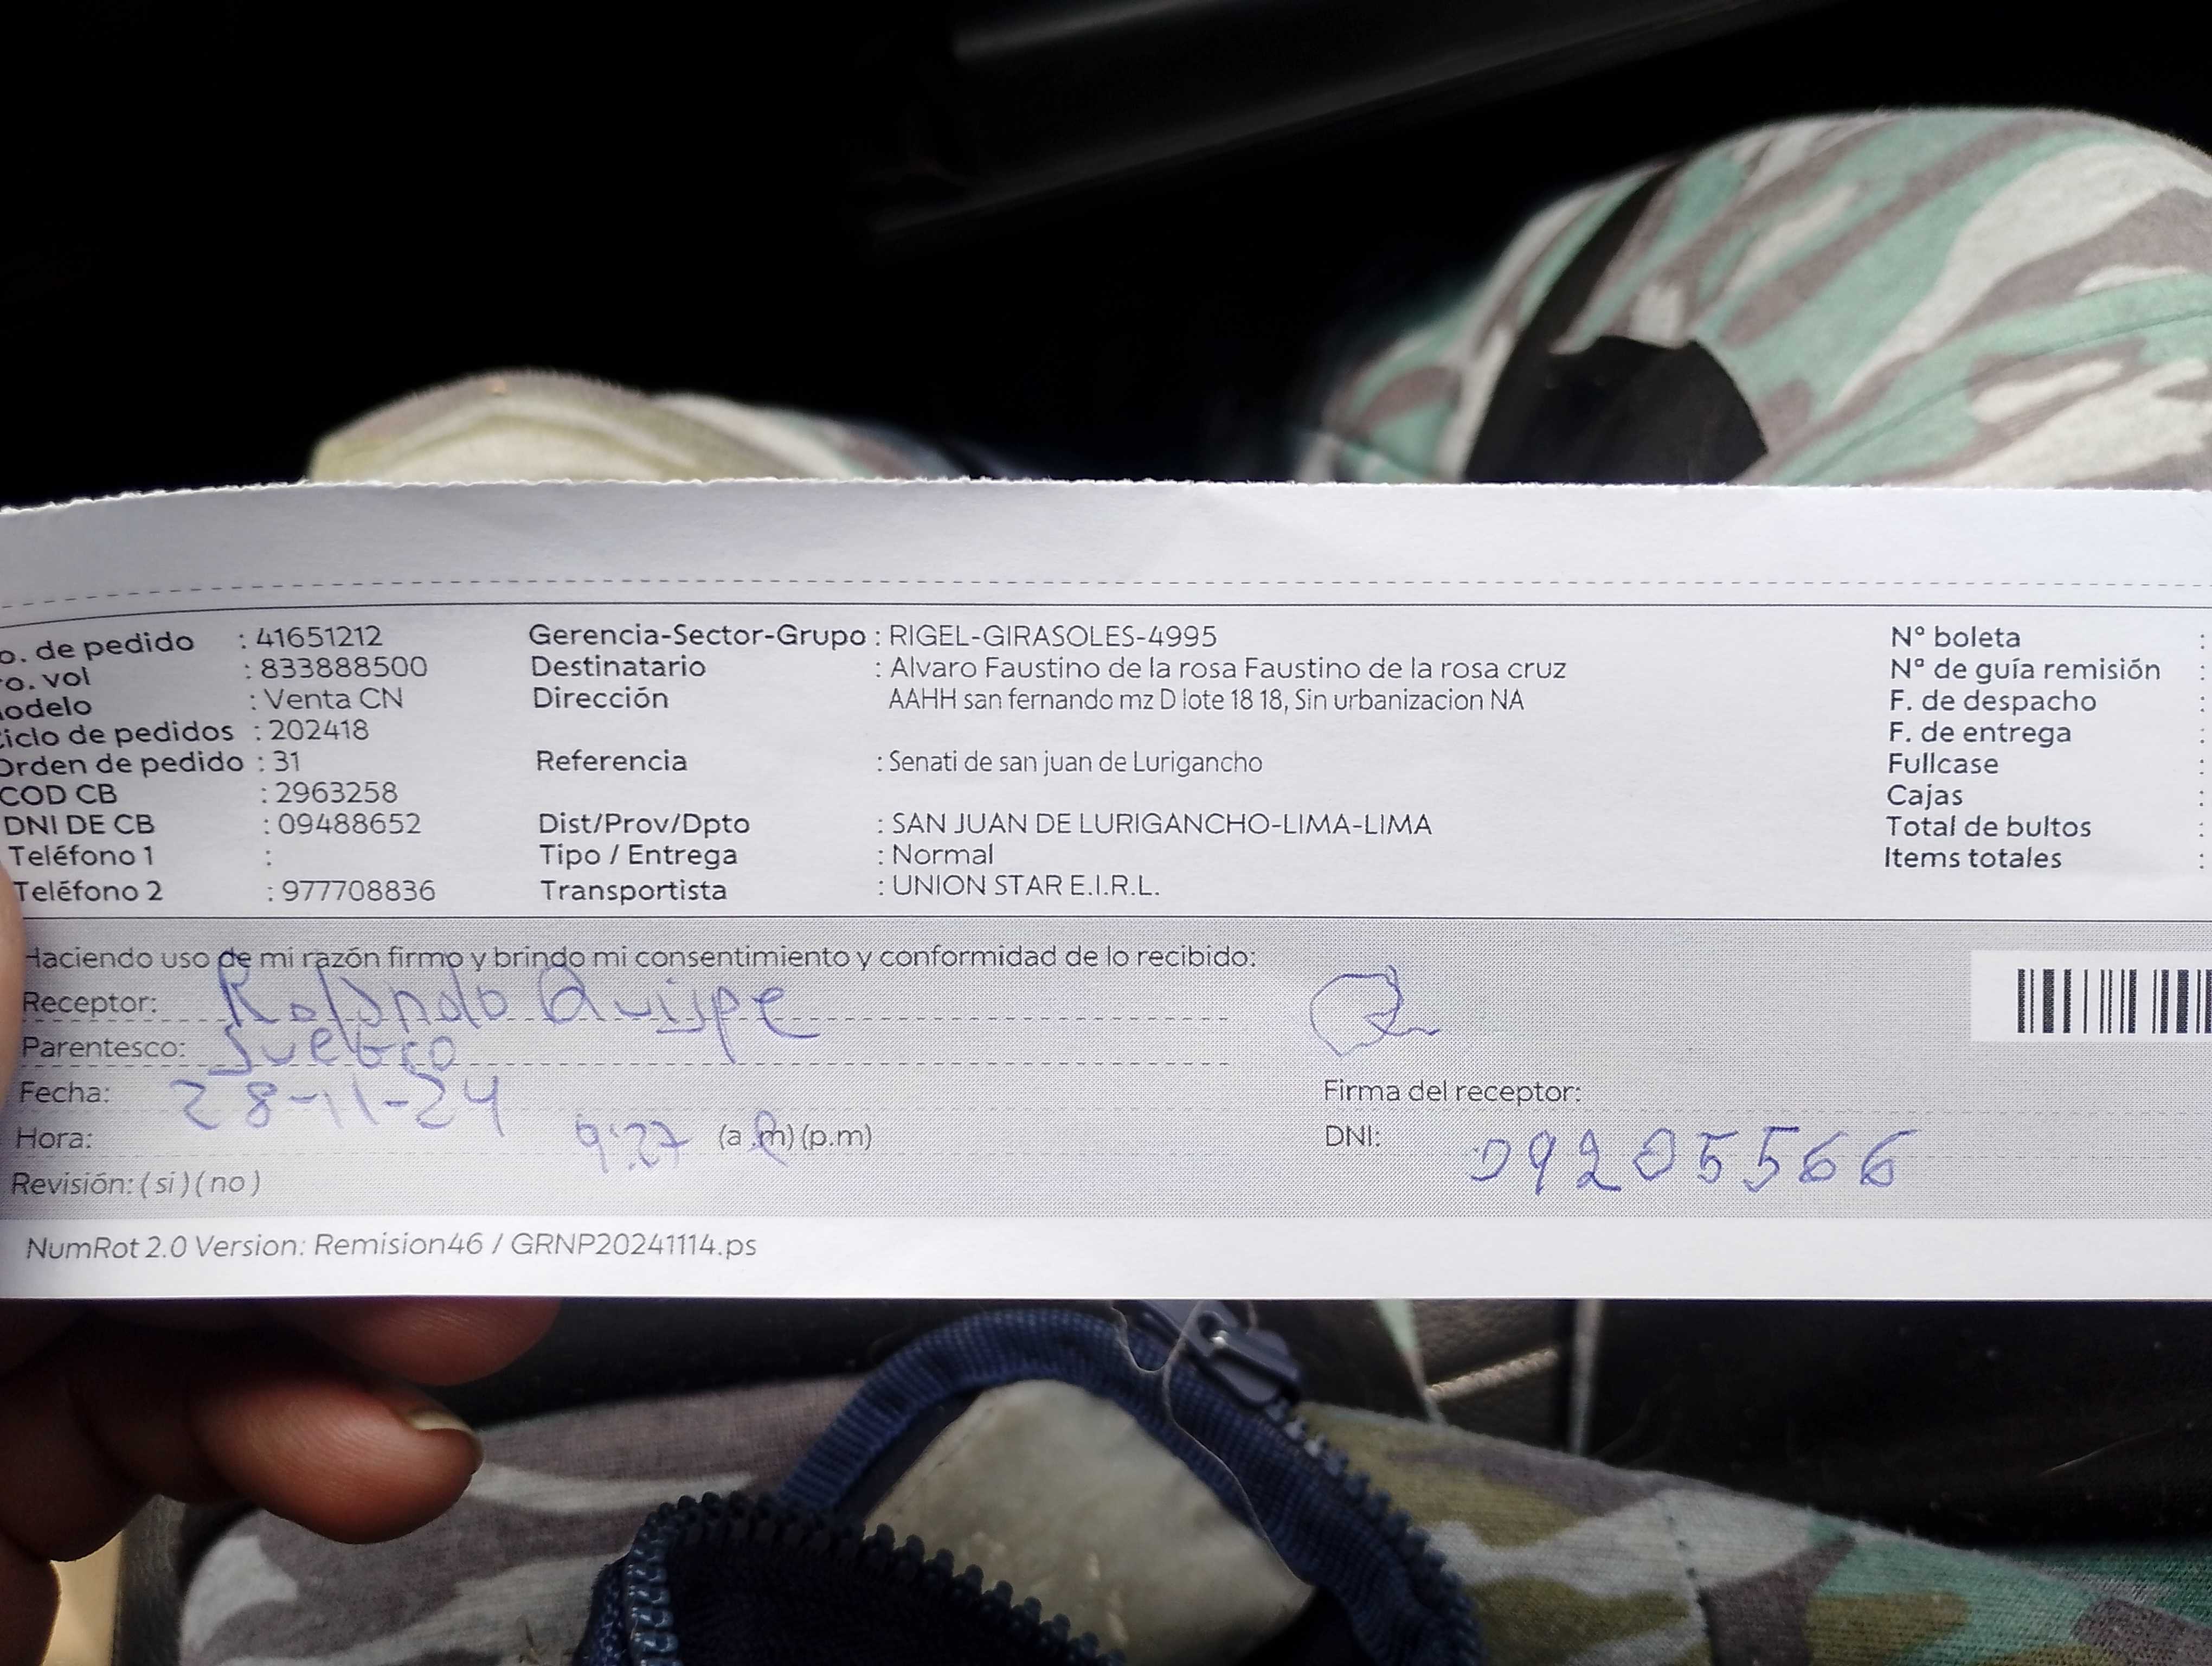 o. de pedido : 41651212 Gerencia-Sector-Grupo : RIGEL-GIRASOLES-4995 N° boleta :
ro. vol : 833888500 Destinatario : Alvaro Faustino de la rosa Faustino de la rosa cruz Nº de guía remisión :
odelo : Venta CN Dirección AAHH san fernando mz D lote 18 18, Sin urbanizacion NA F. de despacho :
iclo de pedidos : 202418 F. de entrega :
Orden de pedido : 31 Referencia : Senati de san juan de Lurigancho Fullcase :
COD CB : 2963258 Cajas :
DNI DE CB : 09488652 Dist/Prov/Dpto : SAN JUAN DE LURIGANCHO-LIMA-LIMA Total de bultos :
Teléfono 1 : Tipo / Entrega : Normal Items totales :
Teléfono 2 : 977708836 Transportista : UNION STAR E.I.R.L.
Haciendo uso de mi razón firmo y brindo mi consentimiento y conformidad de lo recibido:
Receptor: Rolando Quispe
Parentesco: Suegro
Fecha: 28-11-24 Firma del receptor:
Hora: 9:27 (a.m) (p.m) DNI: 09205566
Revisión: ( si ) ( no )
NumRot 2.0 Version: Remision46 / GRNP20241114.ps